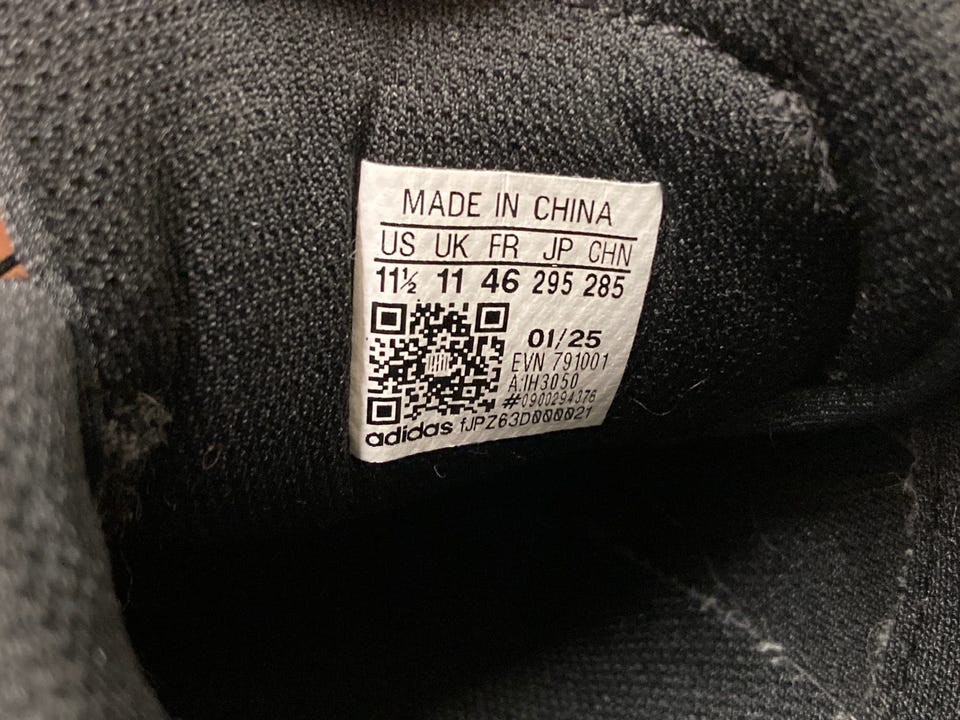 MADE IN CHINA
US UK FR JP CHN
11½ 11 46 295 285
01/25
EVN 791001
A.IH3050
#0900294376
adidas fJPZ63D000021